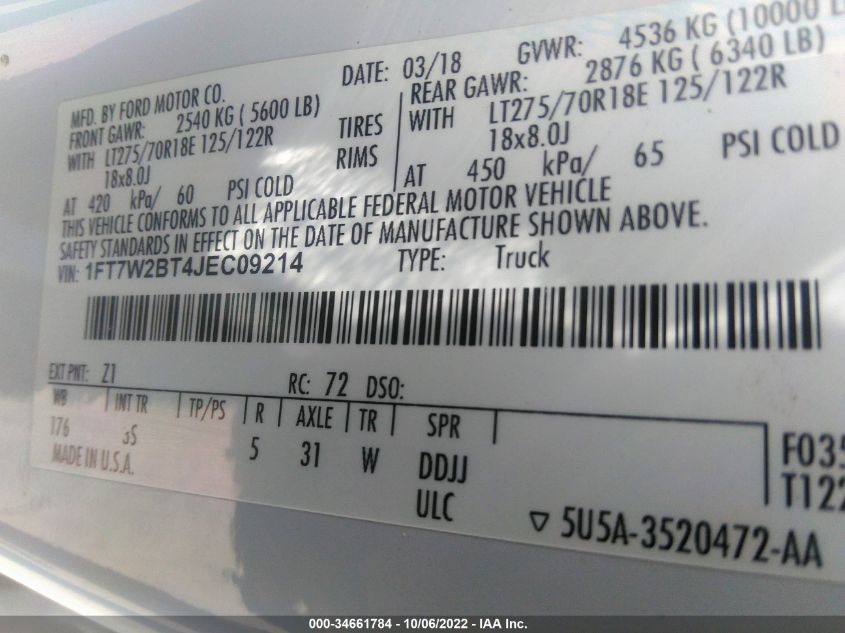 MFD. BY FORD MOTOR CO.
DATE: 03/18 GVWR: 4536 KG (10000 L
FRONT GAWR: 2540 KG ( 5600 LB)
REAR GAWR: 2876 KG ( 6340 LB)
WITH LT275/70R18E 125/122R TIRES WITH LT275/70R18E 125/122R
18x8.0J RIMS 18x8.0J
AT 420 kPa/ 60 PSI COLD AT 450 kPa/ 65 PSI COLD
THIS VEHICLE CONFORMS TO ALL APPLICABLE FEDERAL MOTOR VEHICLE
SAFETY STANDARDS IN EFFECT ON THE DATE OF MANUFACTURE SHOWN ABOVE.
VIN: 1FT7W2BT4JEC09214 TYPE: Truck
EXT PNT: Z1 RC: 72 DSO:
WB INT TR TP/PS R AXLE TR SPR
176 3S 5 31 W DDJJ F035
MADE IN U.S.A. ULC T122
▽ 5U5A-3520472-AA
000-34661784 - 10/06/2022 - IAA Inc.